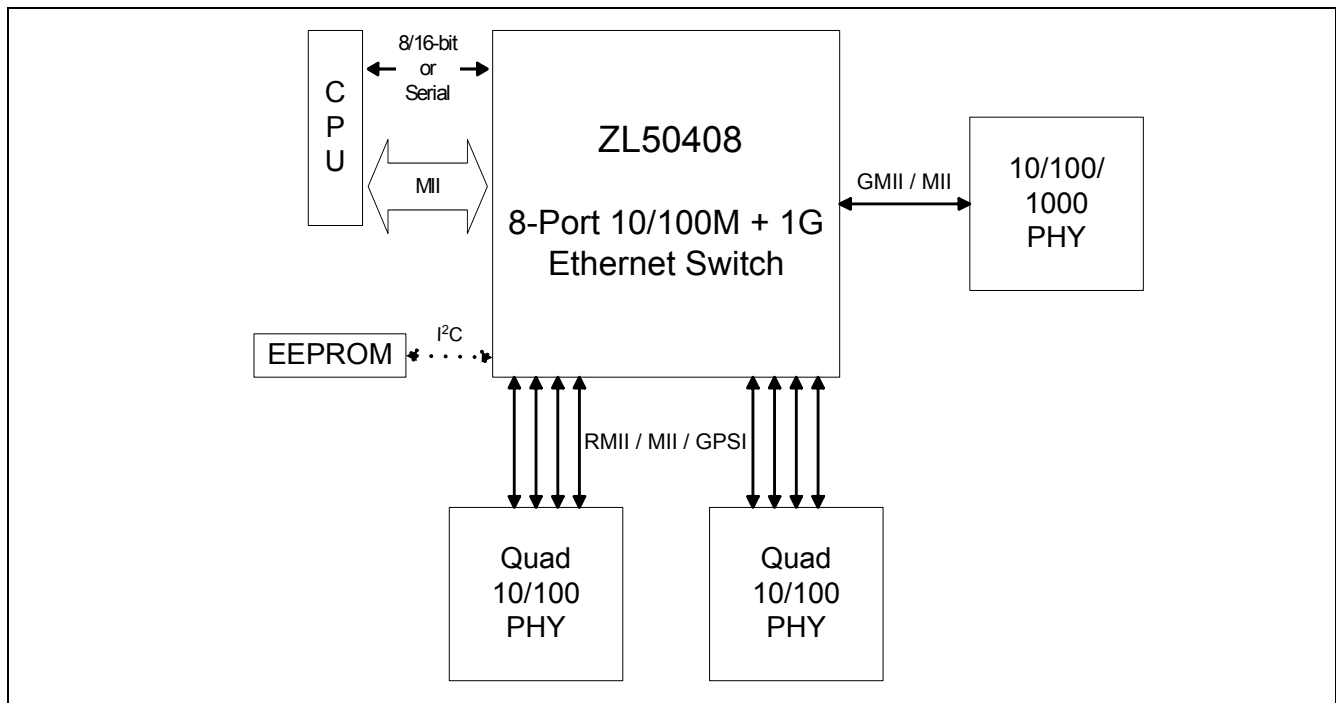 8/16-bit
or
Serial
C
P
U
MII
ZL50408
8-Port 10/100M + 1G
Ethernet Switch
GMII / MII
10/100/
1000
PHY
EEPROM
I²C
RMII / MII / GPSI
Quad
10/100
PHY
Quad
10/100
PHY